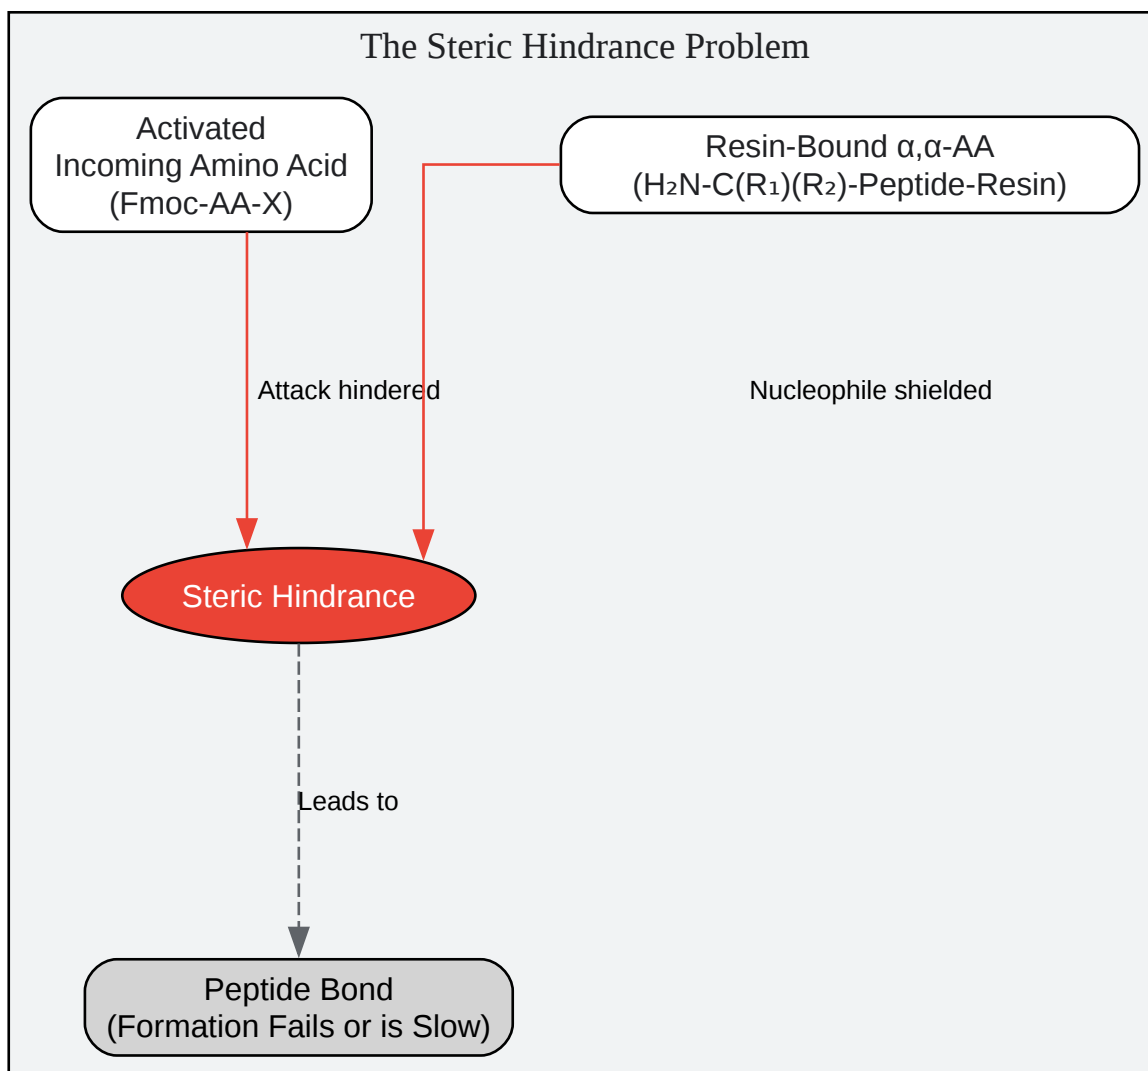 The Steric Hindrance Problem
Activated
Incoming Amino Acid
(Fmoc-AA-X)
Resin-Bound α,α-AA
(H₂N-C(R₁)(R₂)-Peptide-Resin)
Attack hindered
Nucleophile shielded
Steric Hindrance
Leads to
Peptide Bond
(Formation Fails or is Slow)